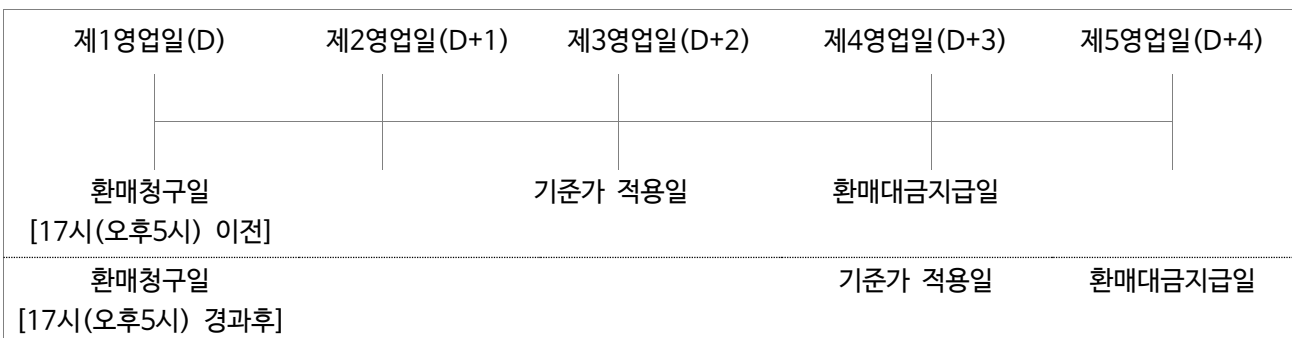 제1영업일(D) 제2영업일(D+1) 제3영업일(D+2) 제4영업일(D+3) 제5영업일(D+4)
환매청구일 기준가 적용일 환매대금지급일
[17시(오후5시) 이전]
환매청구일 기준가 적용일 환매대금지급일
[17시(오후5시) 경과후]